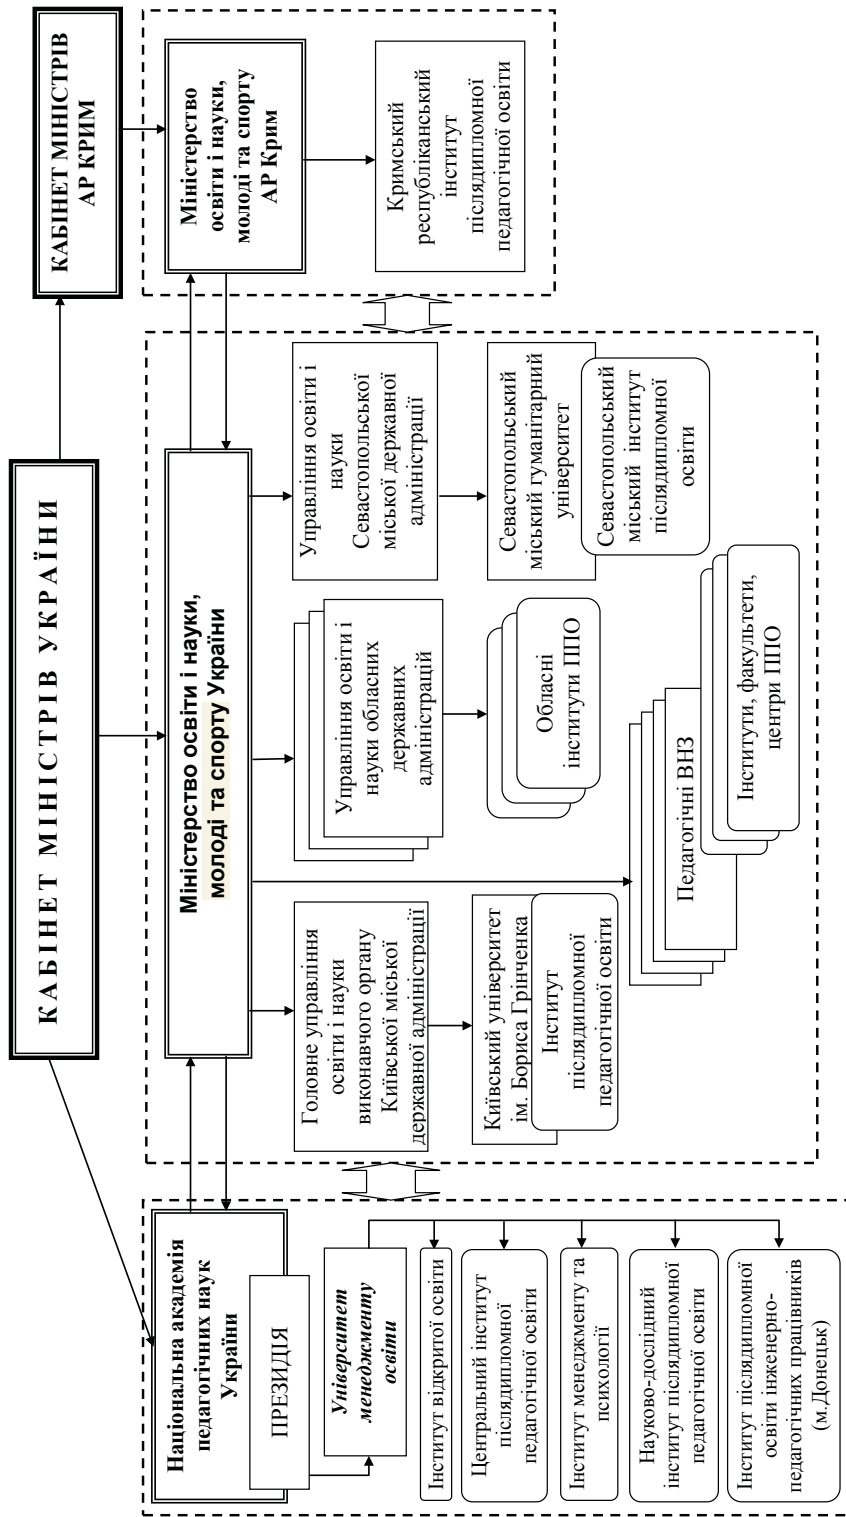 КАБІНЕТ МІНІСТРІВ УКРАЇНИ
КАБІНЕТ МІНІСТРІВ
АР КРИМ
Національна академія
педагогічних наук
України
ПРЕЗИДІЯ
Університет
менеджменту
освіти
Інститут відкритої освіти
Центральний інститут
післядипломної
педагогічної освіти
Інститут менеджменту та
психології
Науково-дослідний
інститут післядипломної
педагогічної освіти
Інститут післядипломної
освіти інженерно-
педагогічних працівників
(м.Донецьк)
Міністерство освіти і науки,
молоді та спорту України
Головне управління
освіти і науки
виконавчого органу
Київської міської
державної адміністрації
Київський університет
ім. Бориса Грінченка
Інститут
післядипломної
педагогічної освіти
Управління освіти і
науки обласних
державних
адміністрацій
Обласні
інститути ППО
Педагогічні ВНЗ
Інститути, факультети,
центри ППО
Управління освіти і
науки
Севастопольської
міської державної
адміністрації
Севастопольський
міський гуманітарний
університет
Севастопольський
міський інститут
післядипломної
освіти
Міністерство
освіти і науки,
молоді та спорту
АР Крим
Кримський
республіканський
інститут
післядипломної
педагогічної освіти